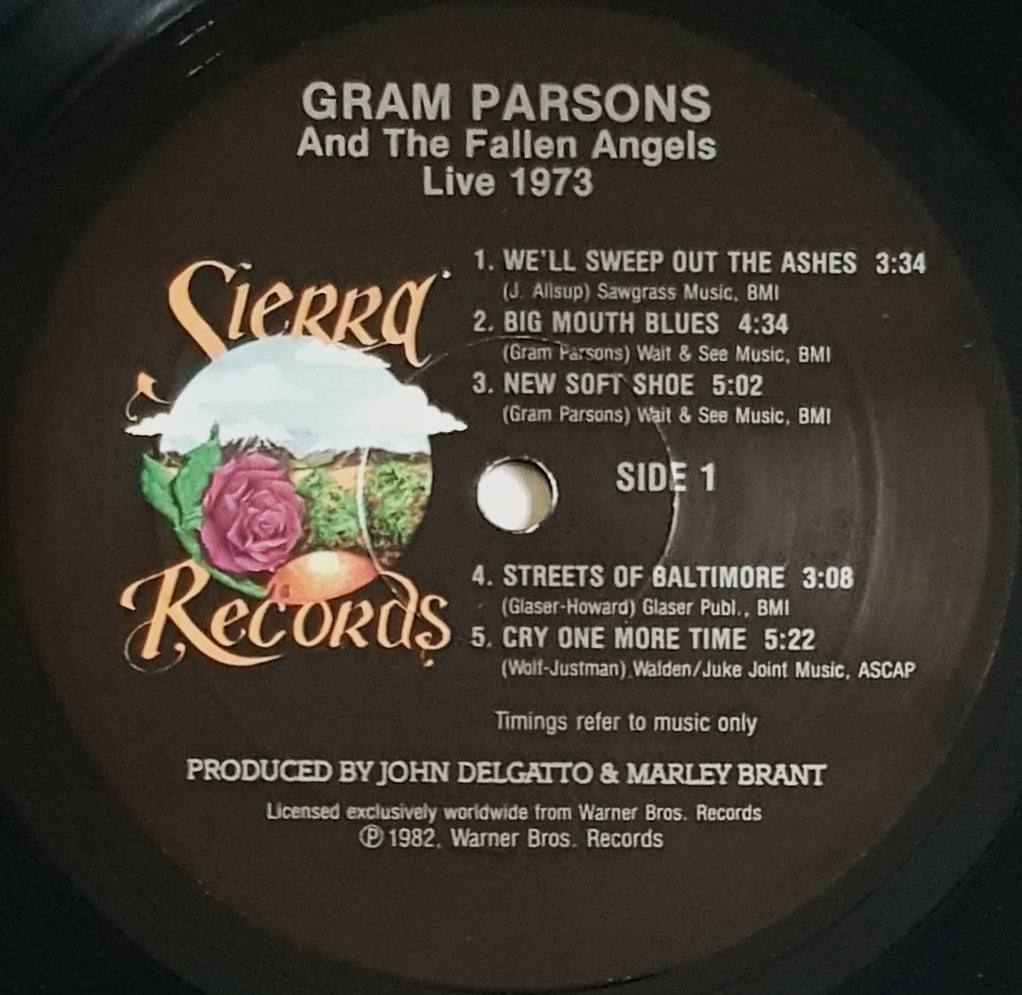 GRAM PARSONS
And The Fallen Angels
Live 1973
Sierra
Records
1. WE'LL SWEEP OUT THE ASHES 3:34
(J. Allsup) Sawgrass Music, BMI
2. BIG MOUTH BLUES 4:34
(Gram Parsons) Wait & See Music, BMI
3. NEW SOFT SHOE 5:02
(Gram Parsons) Wait & See Music, BMI
SIDE 1
4. STREETS OF BALTIMORE 3:08
(Glaser-Howard) Glaser Publ., BMI
5. CRY ONE MORE TIME 5:22
(Wolf-Justman) Walden/Juke Joint Music, ASCAP
Timings refer to music only
PRODUCED BY JOHN DELGATTO & MARLEY BRANT
Licensed exclusively worldwide from Warner Bros. Records
℗ 1982, Warner Bros. Records